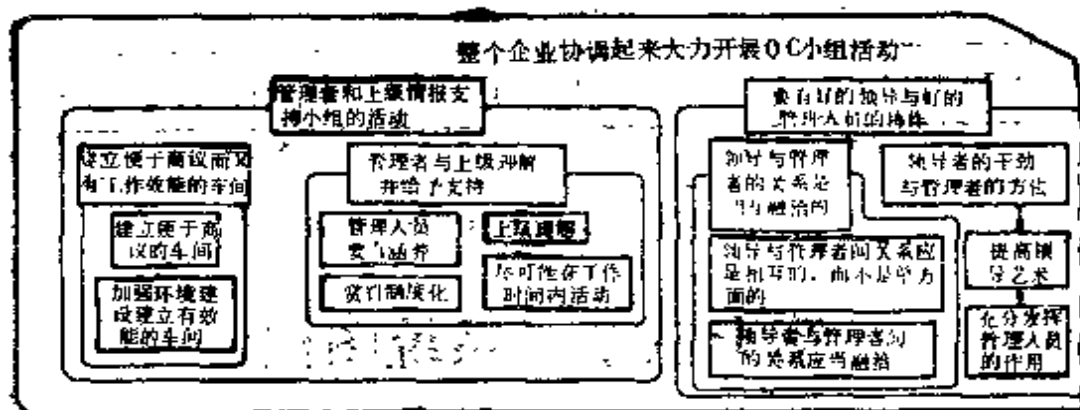 整个企业协调起来大力开展QC小组活动
管理者和上级情报支
持小组的活动
建立便于商议而又
有工作效能的车间
建立便于商
议的车间
加强环境建
设建立有效
能的车间
管理者与上级理解
并给予支持
管理人员
要有涵养
上级理解
制度化
尽可能在工作
时间内活动
要有好的领导与好的
管理人员的
领导与管理
者的关系是
融洽的
领导与管理者间关系应
是相互的，而不是单方
面的
领导者与管理者间
的关系应当融洽
领导者的
与管理者的方法
提高领
导艺术
充分发挥
管理人员
的作用